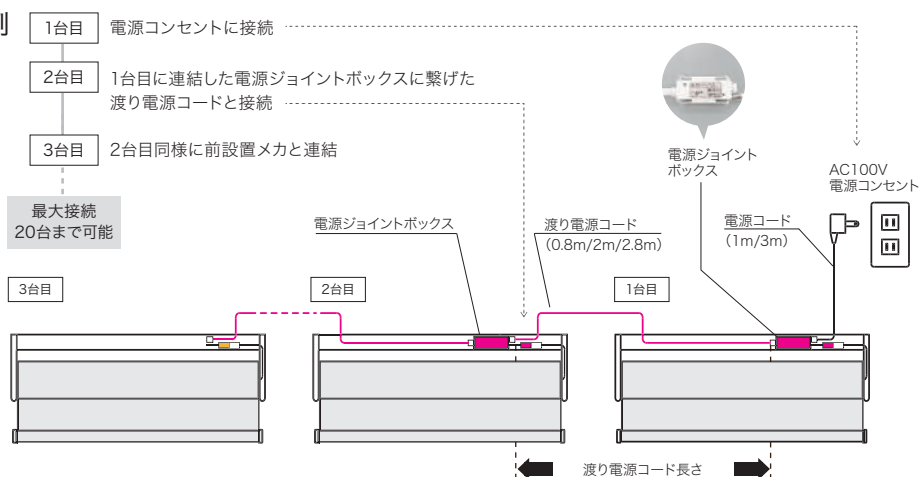 例
1台目
電源コンセントに接続
2台目
1台目に連結した電源ジョイントボックスに繋げた
渡り電源コードと接続
3台目
2台目同様に前設置メカと連結
最大接続
20台まで可能
電源ジョイント
ボックス
AC100V
電源コンセント
電源ジョイントボックス
渡り電源コード
(0.8m/2m/2.8m)
電源コード
(1m/3m)
3台目
2台目
1台目
渡り電源コード長さ